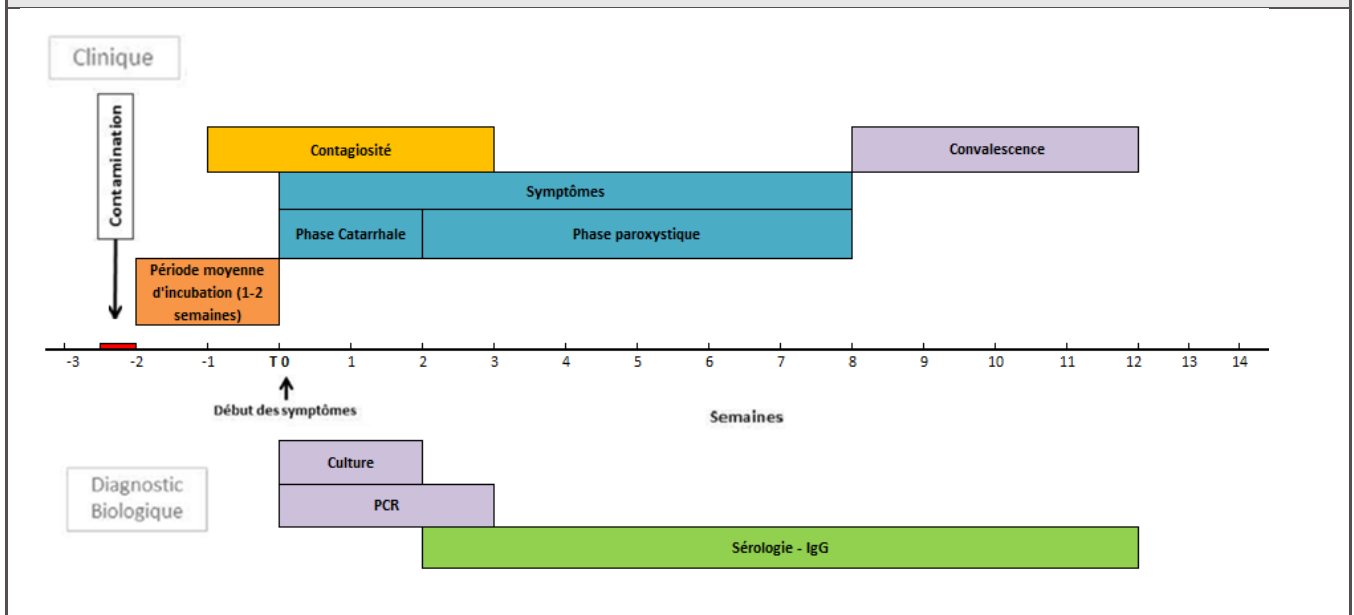 Clinique
Contamination
Contagiosité
Convalescence
Symptômes
Phase Catarrhale
Phase paroxystique
Période moyenne
d'incubation (1-2
semaines)
-3 -2 -1 T 0 1 2 3 4 5 6 7 8 9 10 11 12 13 14
Début des symptômes
Semaines
Culture
Diagnostic
Biologique
PCR
Sérologie - IgG